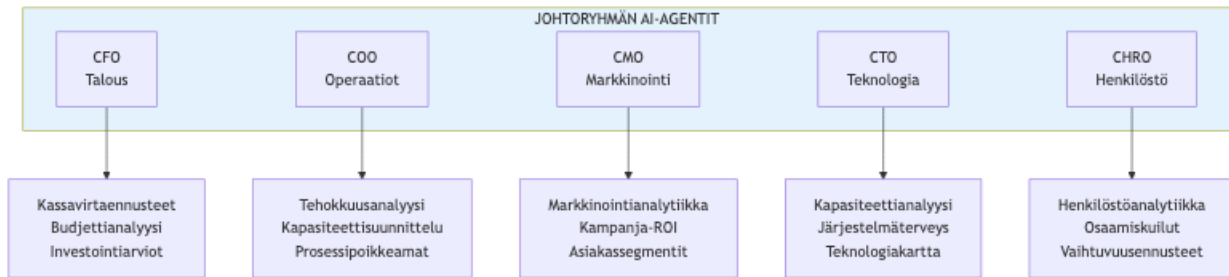 JOHTORYHMÄN AI-AGENTIT
CFO
Talous
COO
Operaatiot
CMO
Markkinointi
CTO
Teknologia
CHRO
Henkilöstö
Kassavirtaennusteet
Budjettianalyysi
Investointiarviot
Tehokkuusanalyysi
Kapasiteettisuunnittelu
Prosessipoikkeamat
Markkinointianalytiikka
Kampanja-ROI
Asiakassegmentit
Kapasiteettianalyysi
Järjestelmäterveys
Teknologiakartta
Henkilöstöanalytiikka
Osaamiskuilut
Vaihtuvuusennusteet